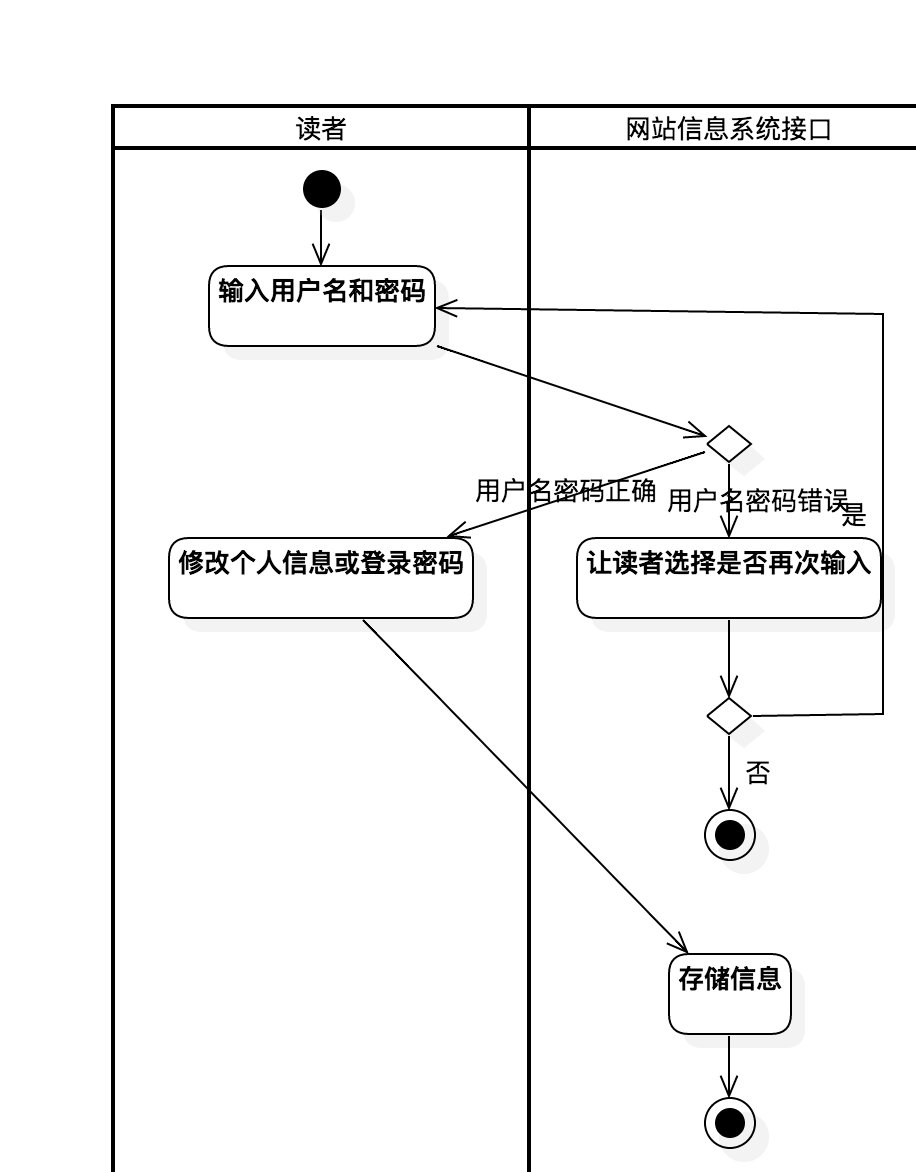 读者
网站信息系统接口
输入用户名和密码
用户名密码正确
用户名密码错误
是
修改个人信息或登录密码
让读者选择是否再次输入
否
存储信息